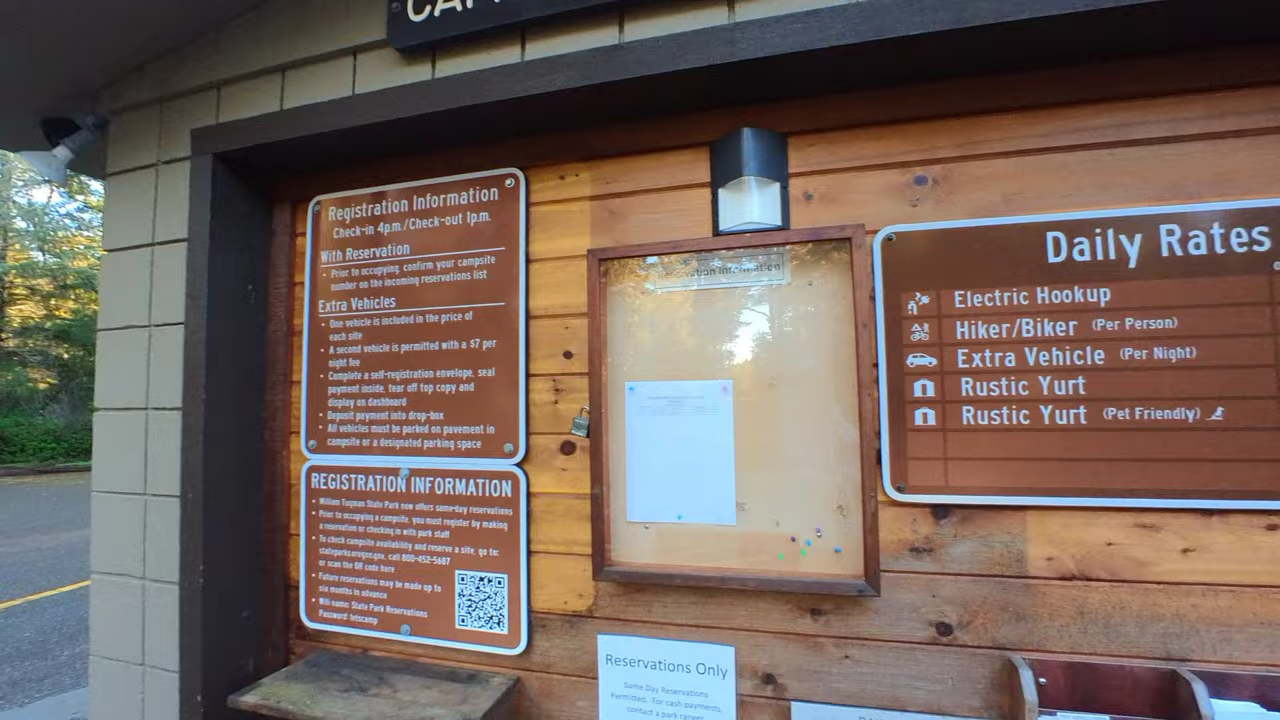 CA
Registration Information
Check-in 4p.m./Check-out 1p.m.
With Reservation
• Prior to occupying, confirm your campsite
number on the incoming reservations list
Extra Vehicles
• One vehicle is included in the price of
each site
• A second vehicle is permitted with a $7 per
night fee
• Complete a self-registration envelope, seal
payment inside, tear off top copy and
display on dashboard
• Deposit payment into drop-box
• All vehicles must be parked on pavement in
campsite or a designated parking space
REGISTRATION INFORMATION
• William Tugman State Park now offers same-day reservations
• Prior to occupying a campsite, you must register by making
a reservation or checking in with park staff
• To check campsite availability and reserve a site, go to:
stateparks.oregon.gov, call 800-452-5687
or scan the QR code here
• Future reservations may be made up to
six months in advance
• Wifi name: State Park Reservations
Password: letscamp
Information
Daily Rates
Electric Hookup
Hiker/Biker (Per Person)
Extra Vehicle (Per Night)
Rustic Yurt
Rustic Yurt (Pet Friendly)
Reservations Only
Same Day Reservations
Permitted. For cash payments,
contact a park ranger